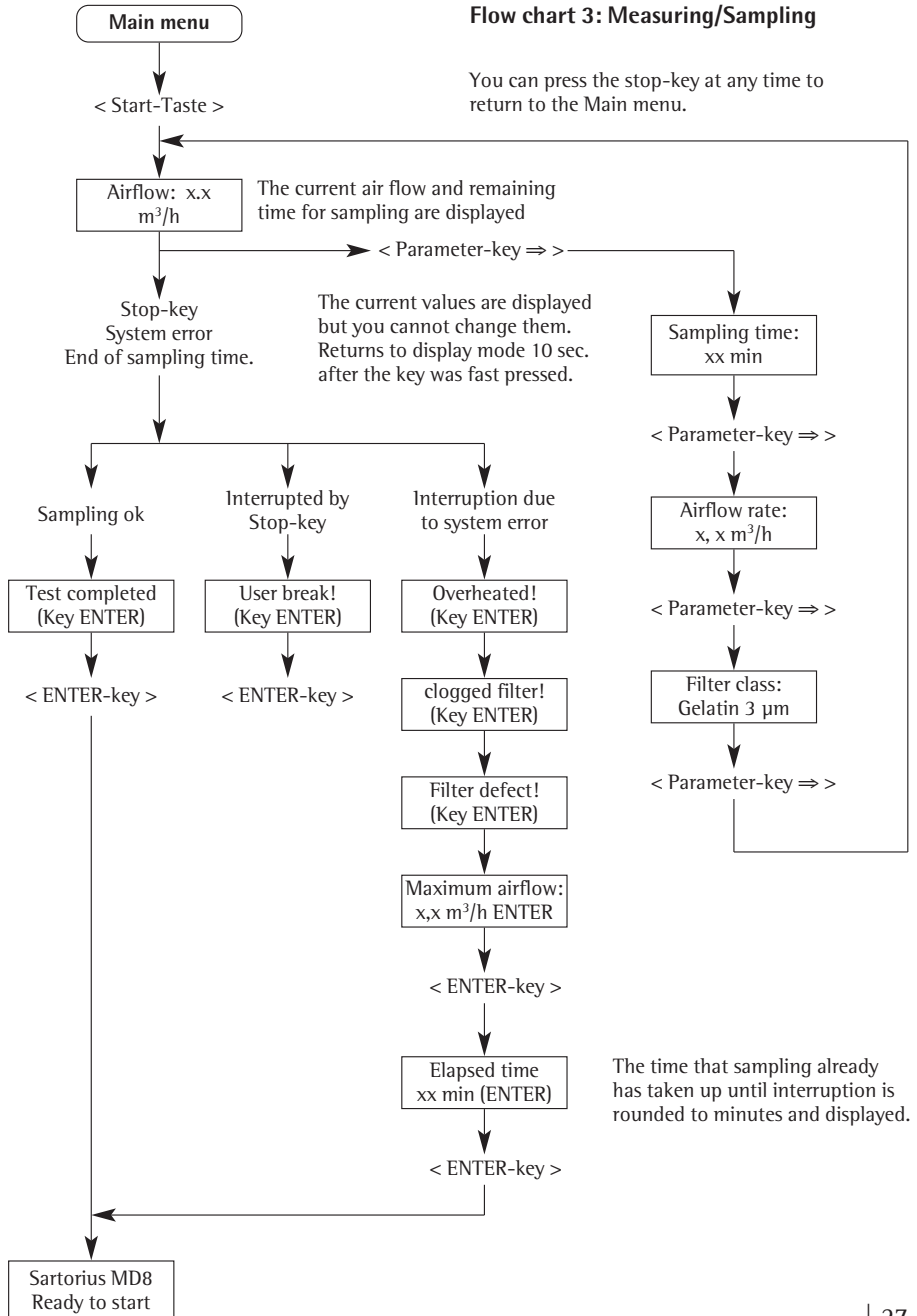 Flow chart 3: Measuring/Sampling
Main menu
You can press the stop-key at any time to
return to the Main menu.
< Start-Taste >
Airflow: x.x
m³/h
The current air flow and remaining
time for sampling are displayed
< Parameter-key ⇒ >
Stop-key
System error
End of sampling time.
The current values are displayed
but you cannot change them.
Returns to display mode 10 sec.
after the key was fast pressed.
Sampling time:
xx min
< Parameter-key ⇒ >
Airflow rate:
x, x m³/h
< Parameter-key ⇒ >
Filter class:
Gelatin 3 µm
< Parameter-key ⇒ >
Sampling ok
Test completed
(Key ENTER)
< ENTER-key >
Interrupted by
Stop-key
User break!
(Key ENTER)
< ENTER-key >
Interruption due
to system error
Overheated!
(Key ENTER)
clogged filter!
(Key ENTER)
Filter defect!
(Key ENTER)
Maximum airflow:
x,x m³/h ENTER
< ENTER-key >
Elapsed time
xx min (ENTER)
The time that sampling already
has taken up until interruption is
rounded to minutes and displayed.
< ENTER-key >
Sartorius MD8
Ready to start